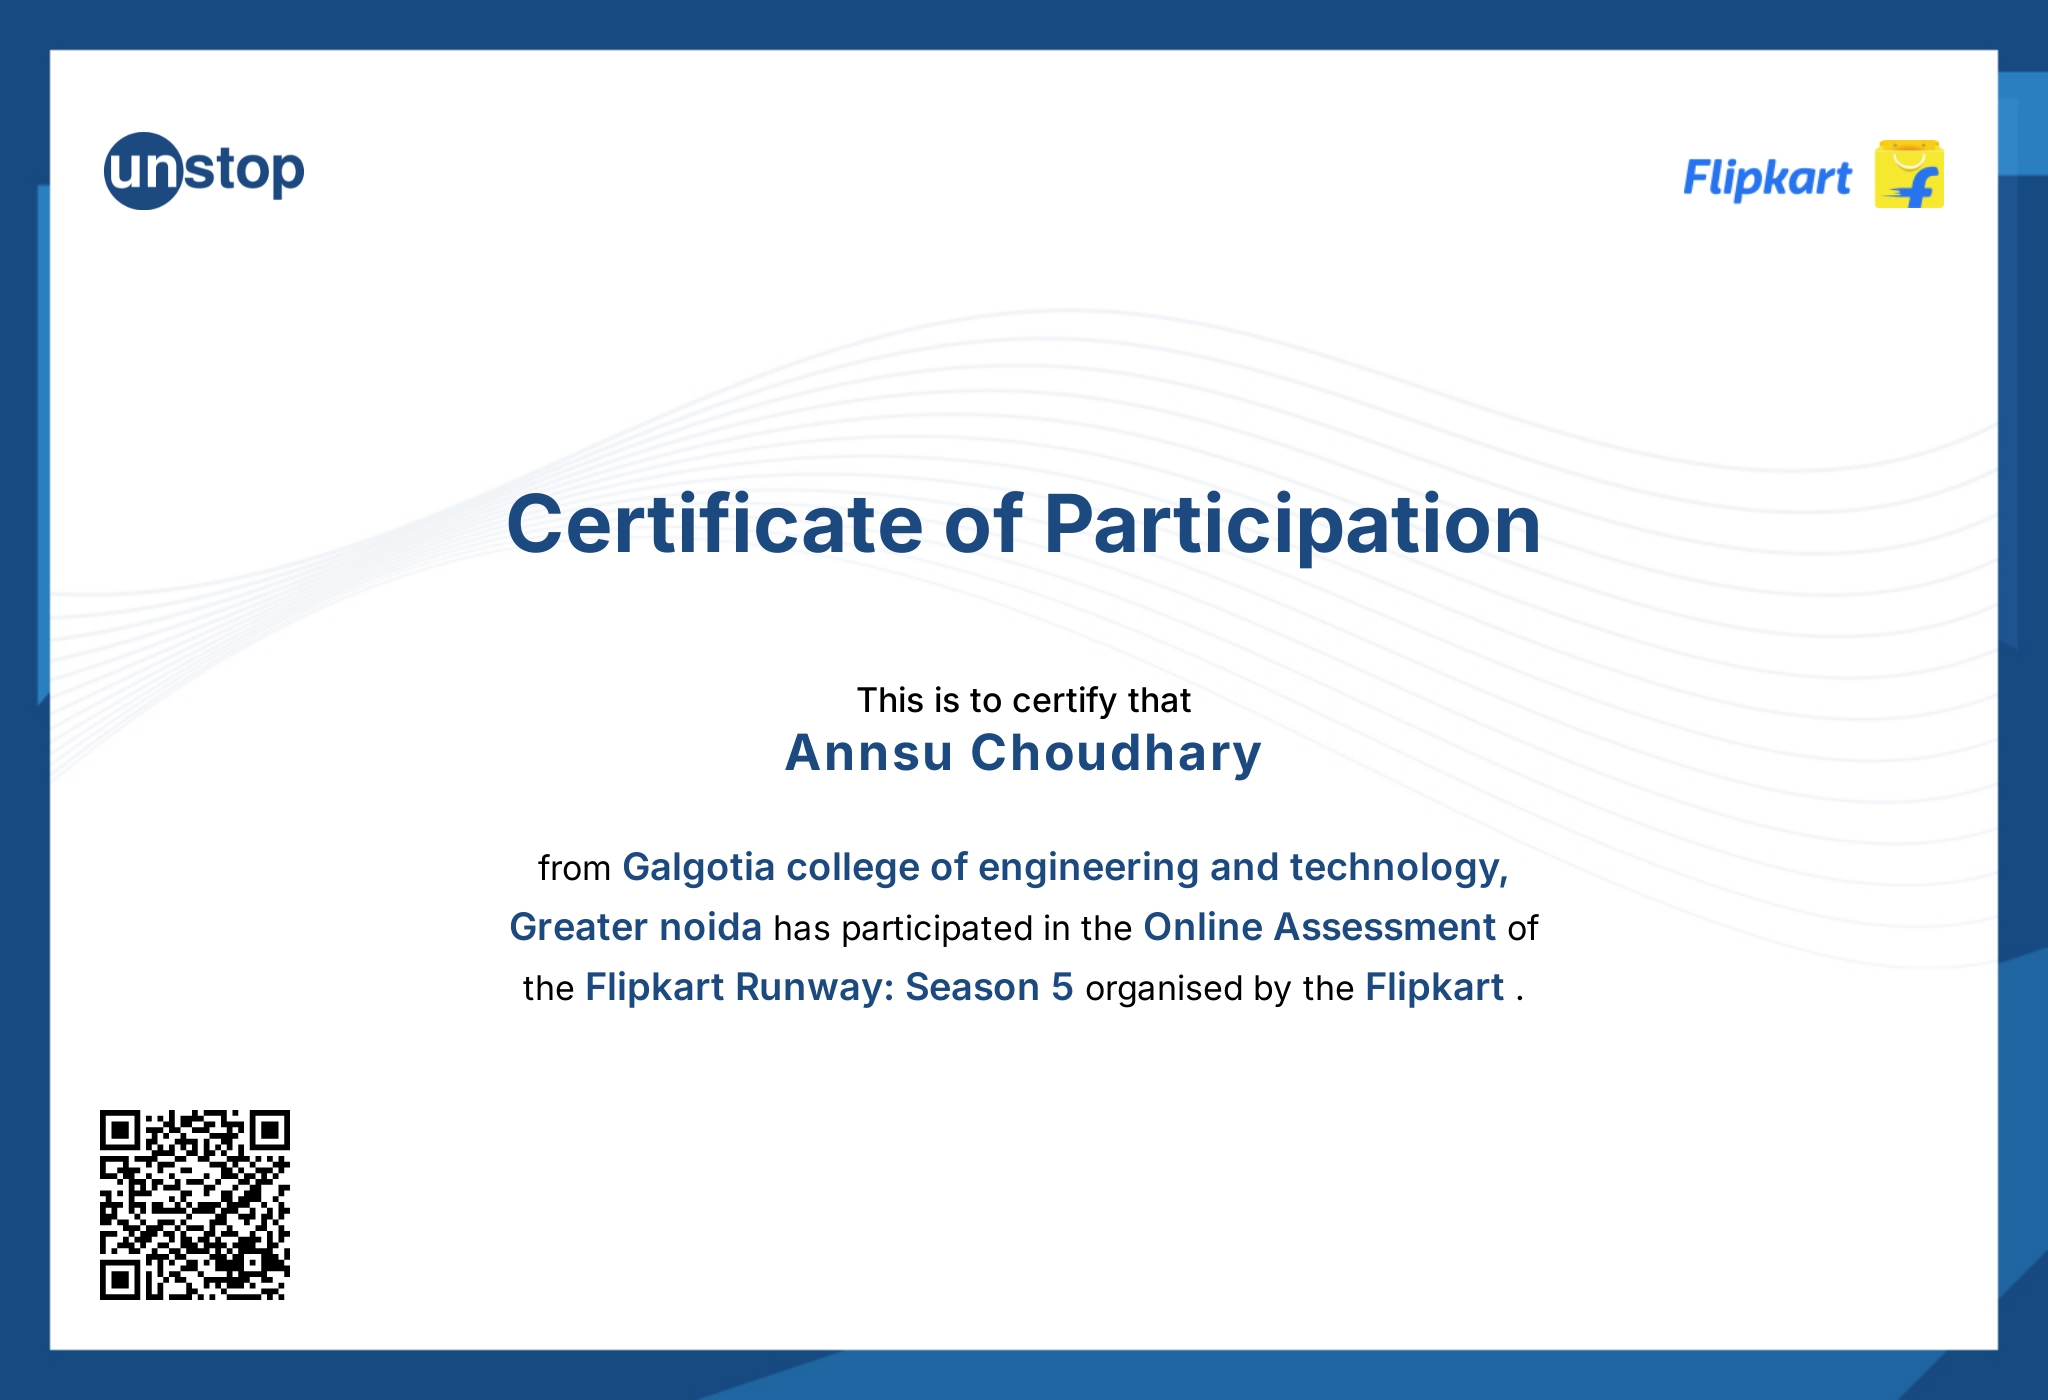 unstop
Flipkart
Certificate of Participation
This is to certify that
Annsu Choudhary
from Galgotia college of engineering and technology,
Greater noida has participated in the Online Assessment of
the Flipkart Runway: Season 5 organised by the Flipkart .